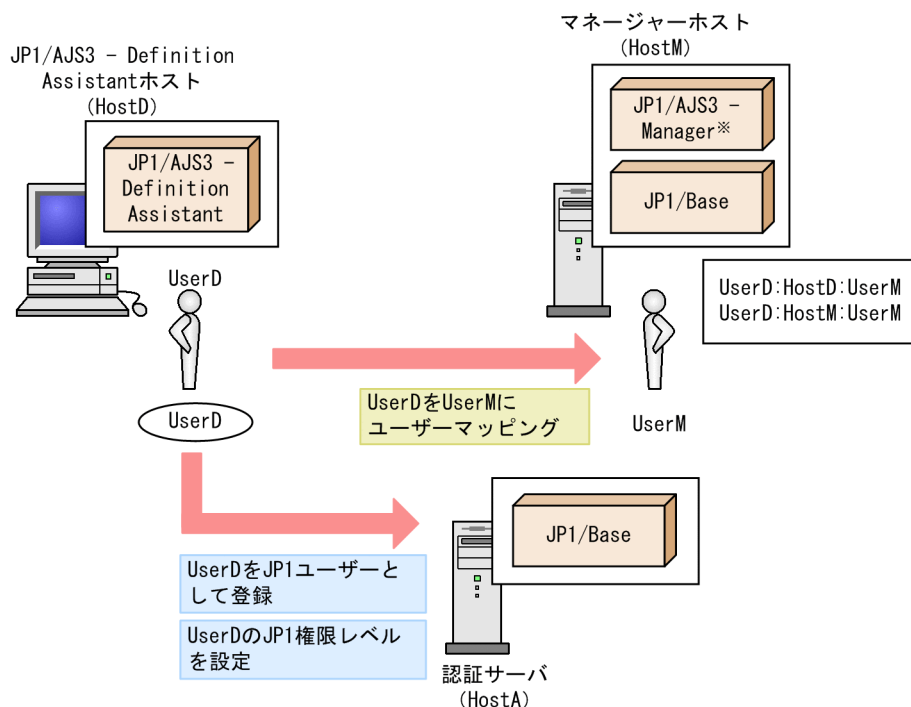 JP1/AJS3 - Definition
Assistantホスト
(HostD)
JP1/AJS3 -
Definition
Assistant
マネージャーホスト
(HostM)
JP1/AJS3 -
Manager※
JP1/Base
UserD
UserD:HostD:UserM
UserD:HostM:UserM
UserD
UserDをUserMに
ユーザーマッピング
UserM
JP1/Base
UserDをJP1ユーザーと
して登録
UserDのJP1権限レベル
を設定
認証サーバ
(HostA)